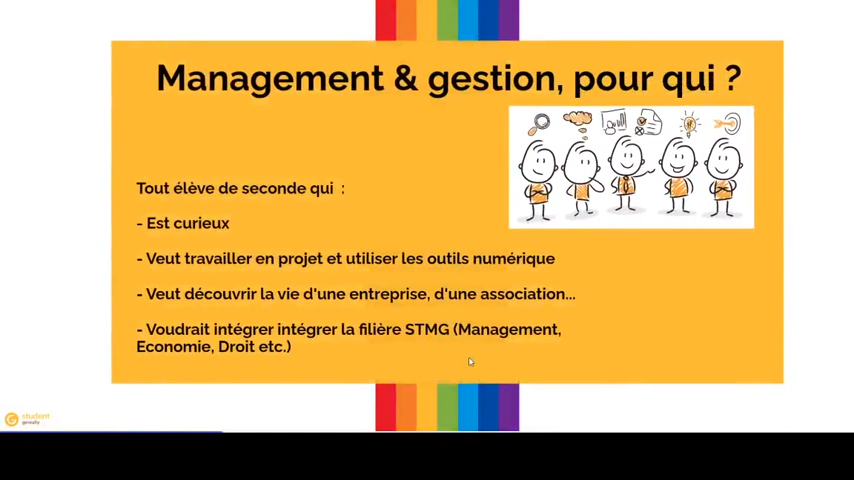 Management & gestion, pour qui ?
Tout élève de seconde qui :
- Est curieux
- Veut travailler en projet et utiliser les outils numérique
- Veut découvrir la vie d'une entreprise, d'une association...
- Voudrait intégrer intégrer la filière STMG (Management,
Economie, Droit etc.)
student
genially